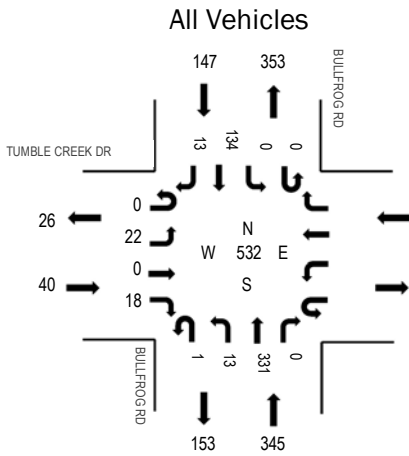 All Vehicles
147 353
BULLFROG RD
13 134 0 0
TUMBLE CREEK DR
0
26
22
N
W 532 E
0
S
40
18
BULLFROG RD
1 13 331 0
153 345